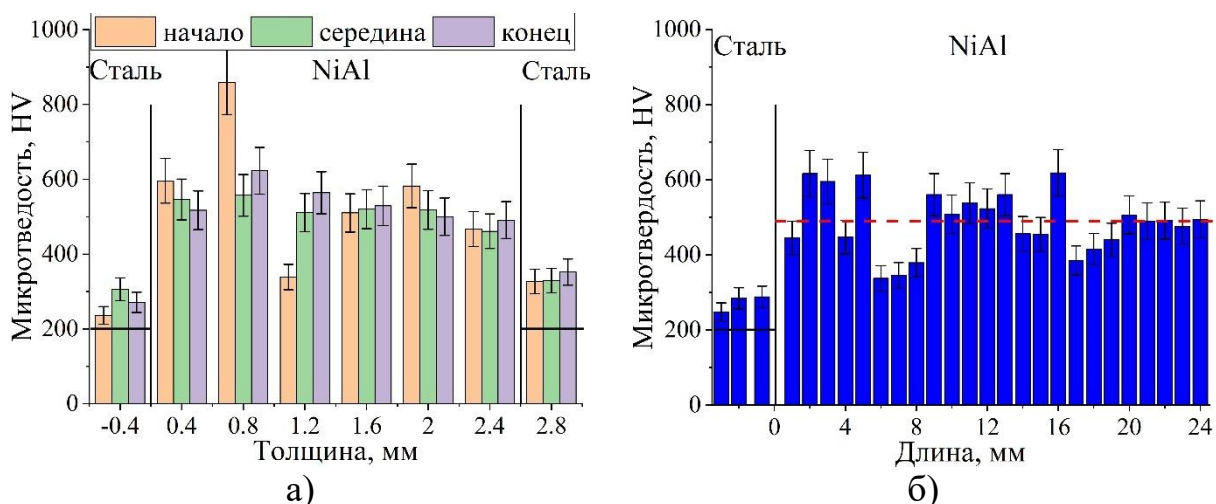 начало середина конец
Сталь NiAl Сталь
Микротведость, HV
1000
800
600
400
200
0
-0.4 0.4 0.8 1.2 1.6 2 2.4 2.8
Толщина, мм
а)
Сталь NiAl
Микротвердость, HV
1000
800
600
400
200
0
0 4 8 12 16 20 24
Длина, мм
б)